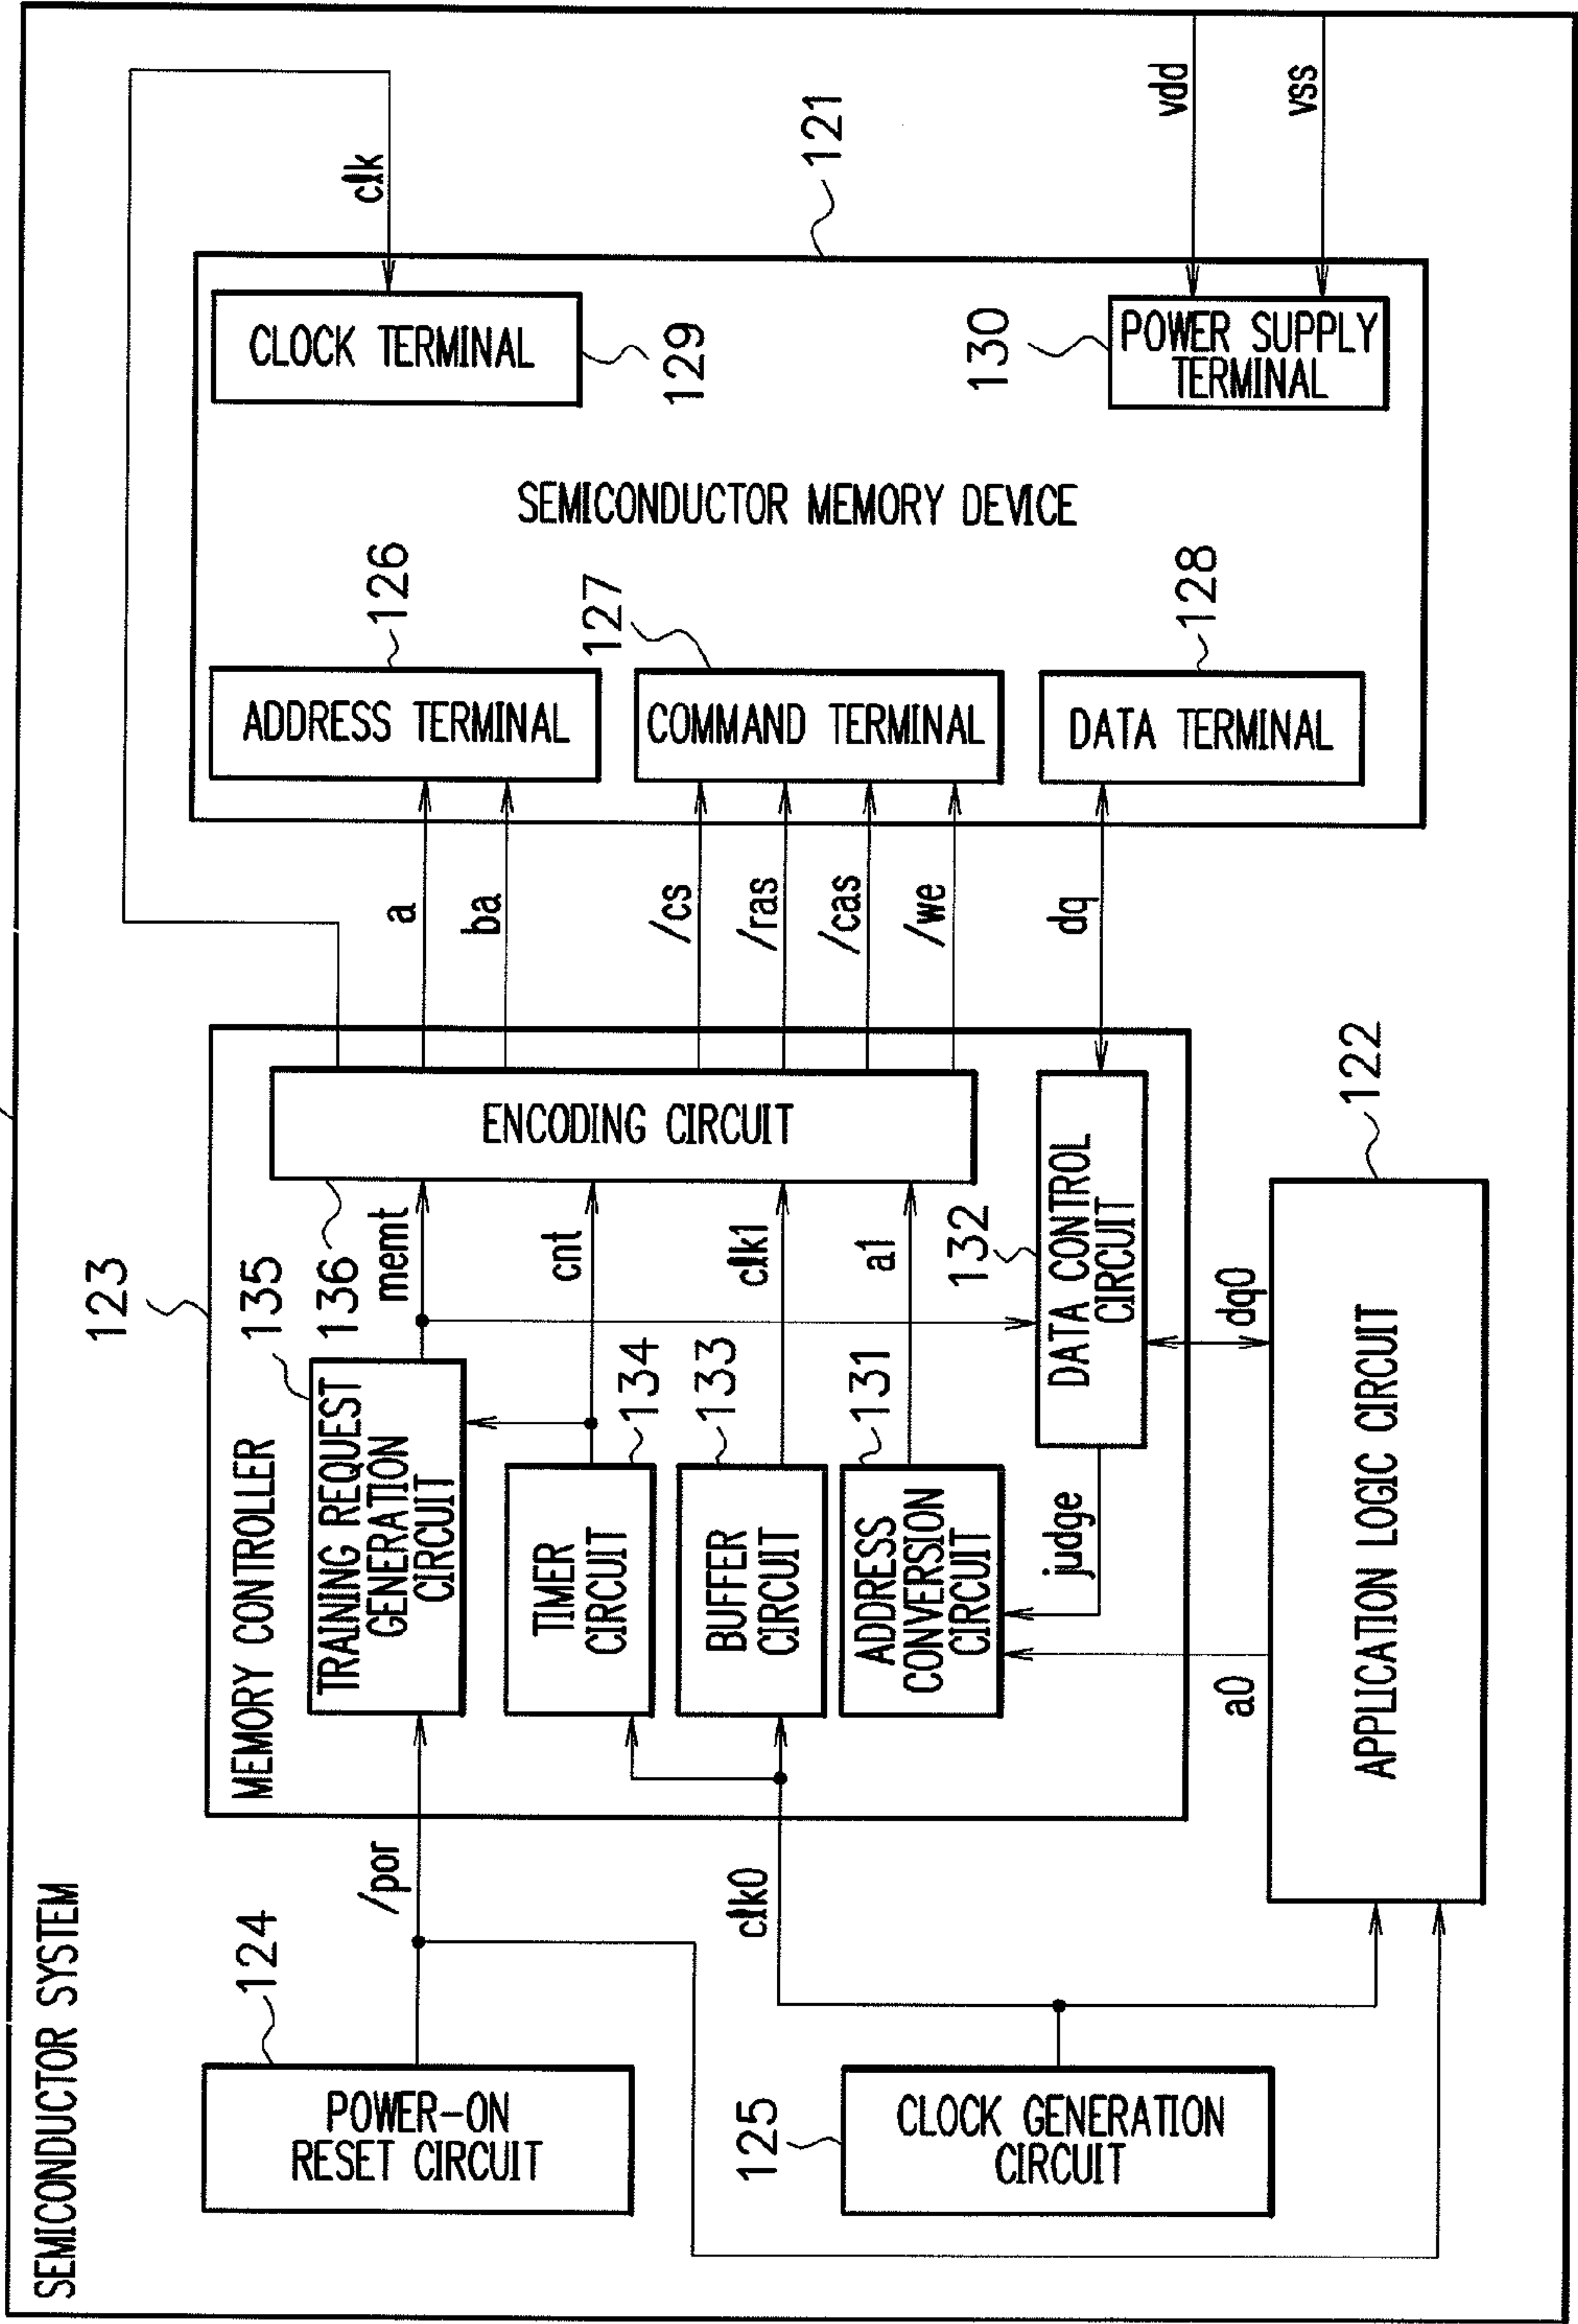 SEMICONDUCTOR SYSTEM
124
POWER-ON
RESET CIRCUIT
/por
125
CLOCK GENERATION
CIRCUIT
clk0
123
MEMORY CONTROLLER
135
TRAINING REQUEST
GENERATION
CIRCUIT
136
memt
TIMER
CIRCUIT
134
cnt
BUFFER
CIRCUIT
133
clk1
ADDRESS
CONVERSION
CIRCUIT
131
a1
ENCODING CIRCUIT
132
DATA CONTROL
CIRCUIT
judge
a0
dq0
APPLICATION LOGIC CIRCUIT
122
a
ba
/cs
/ras
/cas
/we
dq
clk
121
ADDRESS TERMINAL
126
COMMAND TERMINAL
127
DATA TERMINAL
128
SEMICONDUCTOR MEMORY DEVICE
CLOCK TERMINAL
129
130
POWER SUPPLY
TERMINAL
vdd
vss